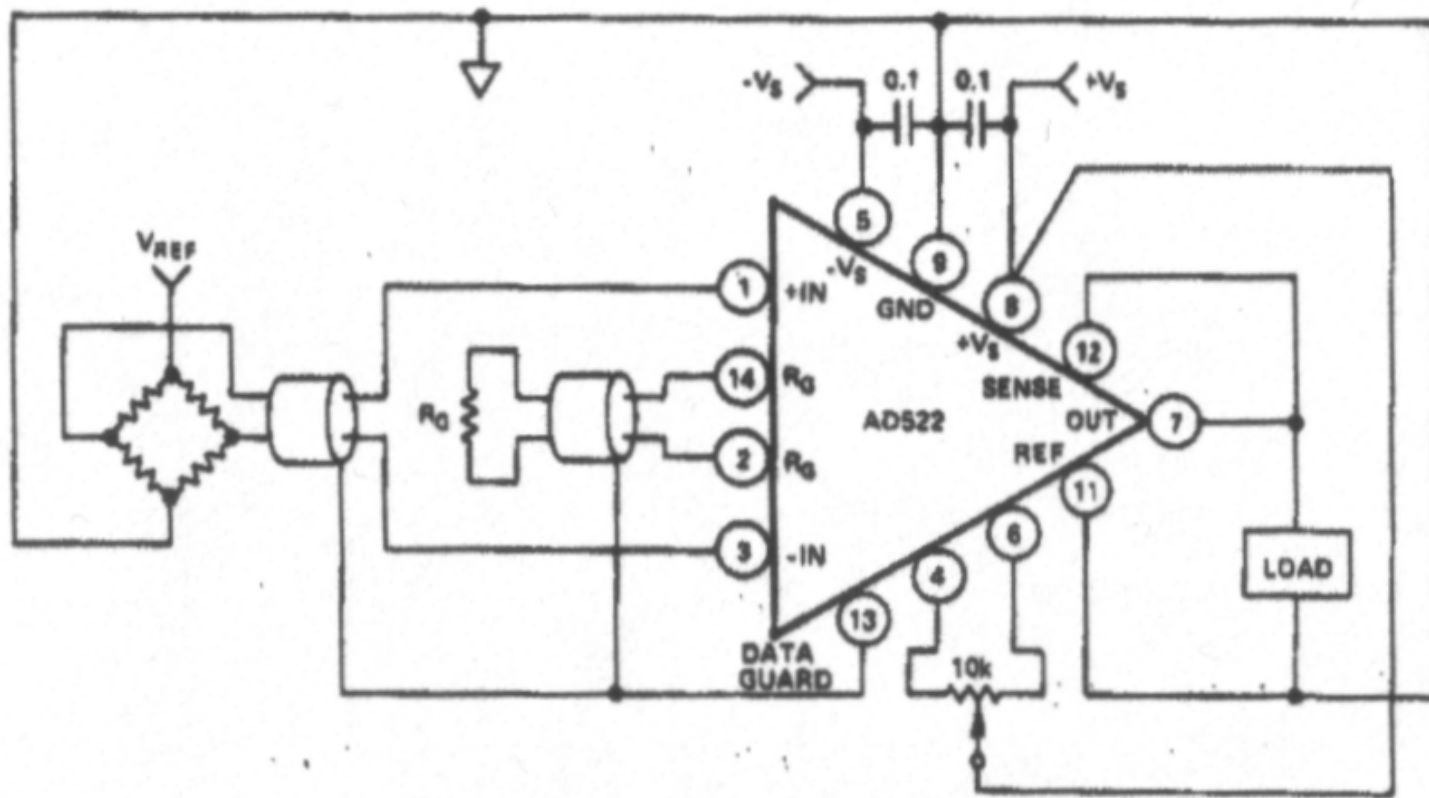 -VS
0.1
0.1
+VS
5
9
8
VREF
1
+IN
-VS
GND
+VS
12
SENSE
14
RG
RG
AD522
OUT
7
2
RG
REF
11
3
-IN
6
4
LOAD
13
DATA
GUARD
10k